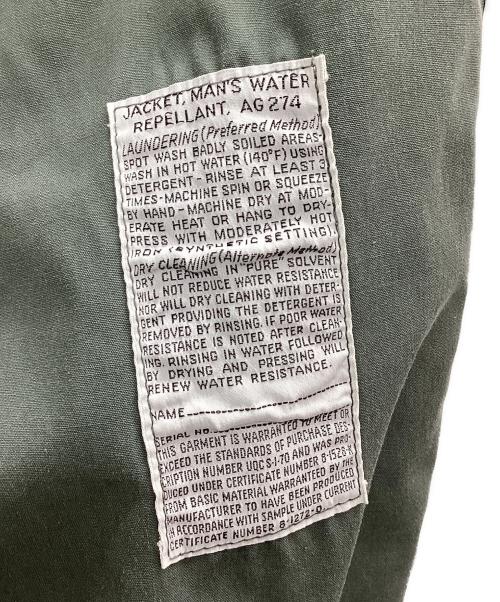 JACKET, MAN'S WATER
REPELLANT, AG 274
LAUNDERING (Preferred Method)
SPOT WASH BADLY SOILED AREAS-
WASH IN HOT WATER (140°F) USING
DETERGENT - RINSE AT LEAST 3
TIMES - MACHINE SPIN OR SQUEEZE
BY HAND - MACHINE DRY AT MOD-
ERATE HEAT OR HANG TO DRY-
PRESS WITH MODERATELY HOT
IRON (SYNTHETIC SETTING).
DRY CLEANING (Alternate Method)
DRY CLEANING IN "PURE" SOLVENT
WILL NOT REDUCE WATER RESISTANCE
NOR WILL DRY CLEANING WITH DETER-
GENT PROVIDING THE DETERGENT IS
REMOVED BY RINSING. IF POOR WATER
RESISTANCE IS NOTED AFTER CLEAN-
ING. RINSING IN WATER FOLLOWED
BY DRYING AND PRESSING WILL
RENEW WATER RESISTANCE.
NAME
SERIAL NO.
THIS GARMENT IS WARRANTED TO MEET OR
EXCEED THE STANDARDS OF PURCHASE DES-
CRIPTION NUMBER UQC S-1-70 AND WAS PRO-
DUCED UNDER CERTIFICATE NUMBER
FROM BASIC MATERIAL WARRANTED BY THE
MANUFACTURER TO HAVE BEEN PRODUCED
IN ACCORDANCE WITH SAMPLE UNDER CURRENT
CERTIFICATE NUMBER B-1272-D